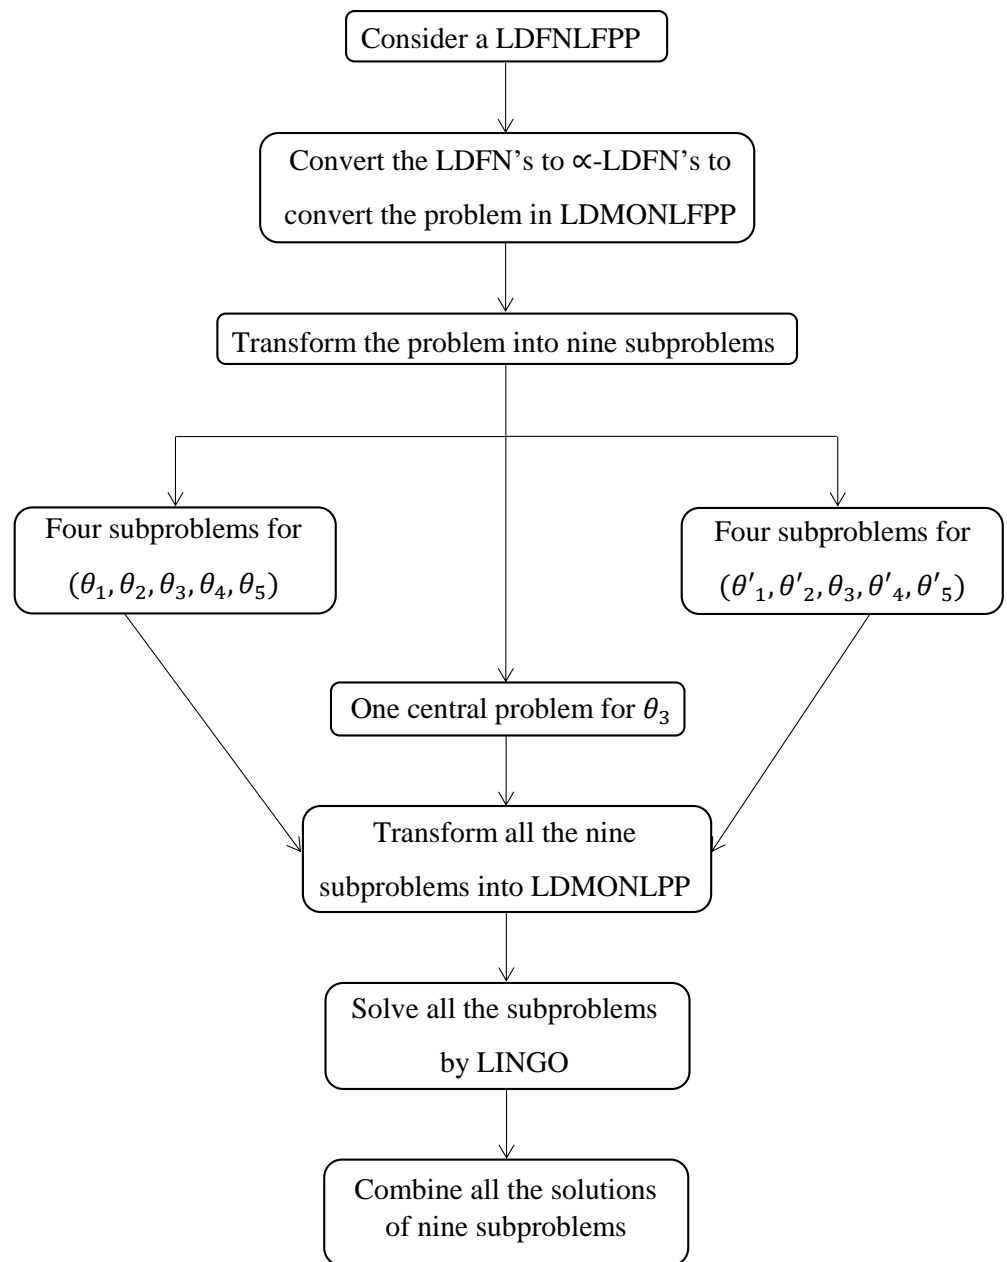 Consider a LDFNLFPP
Convert the LDFN’s to ∝-LDFN’s to
convert the problem in LDMONLFPP
Transform the problem into nine subproblems
Four subproblems for
(θ₁, θ₂, θ₃, θ₄, θ₅)
Four subproblems for
(θ′₁, θ′₂, θ₃, θ′₄, θ′₅)
One central problem for θ₃
Transform all the nine
subproblems into LDMONLPP
Solve all the subproblems
by LINGO
Combine all the solutions
of nine subproblems